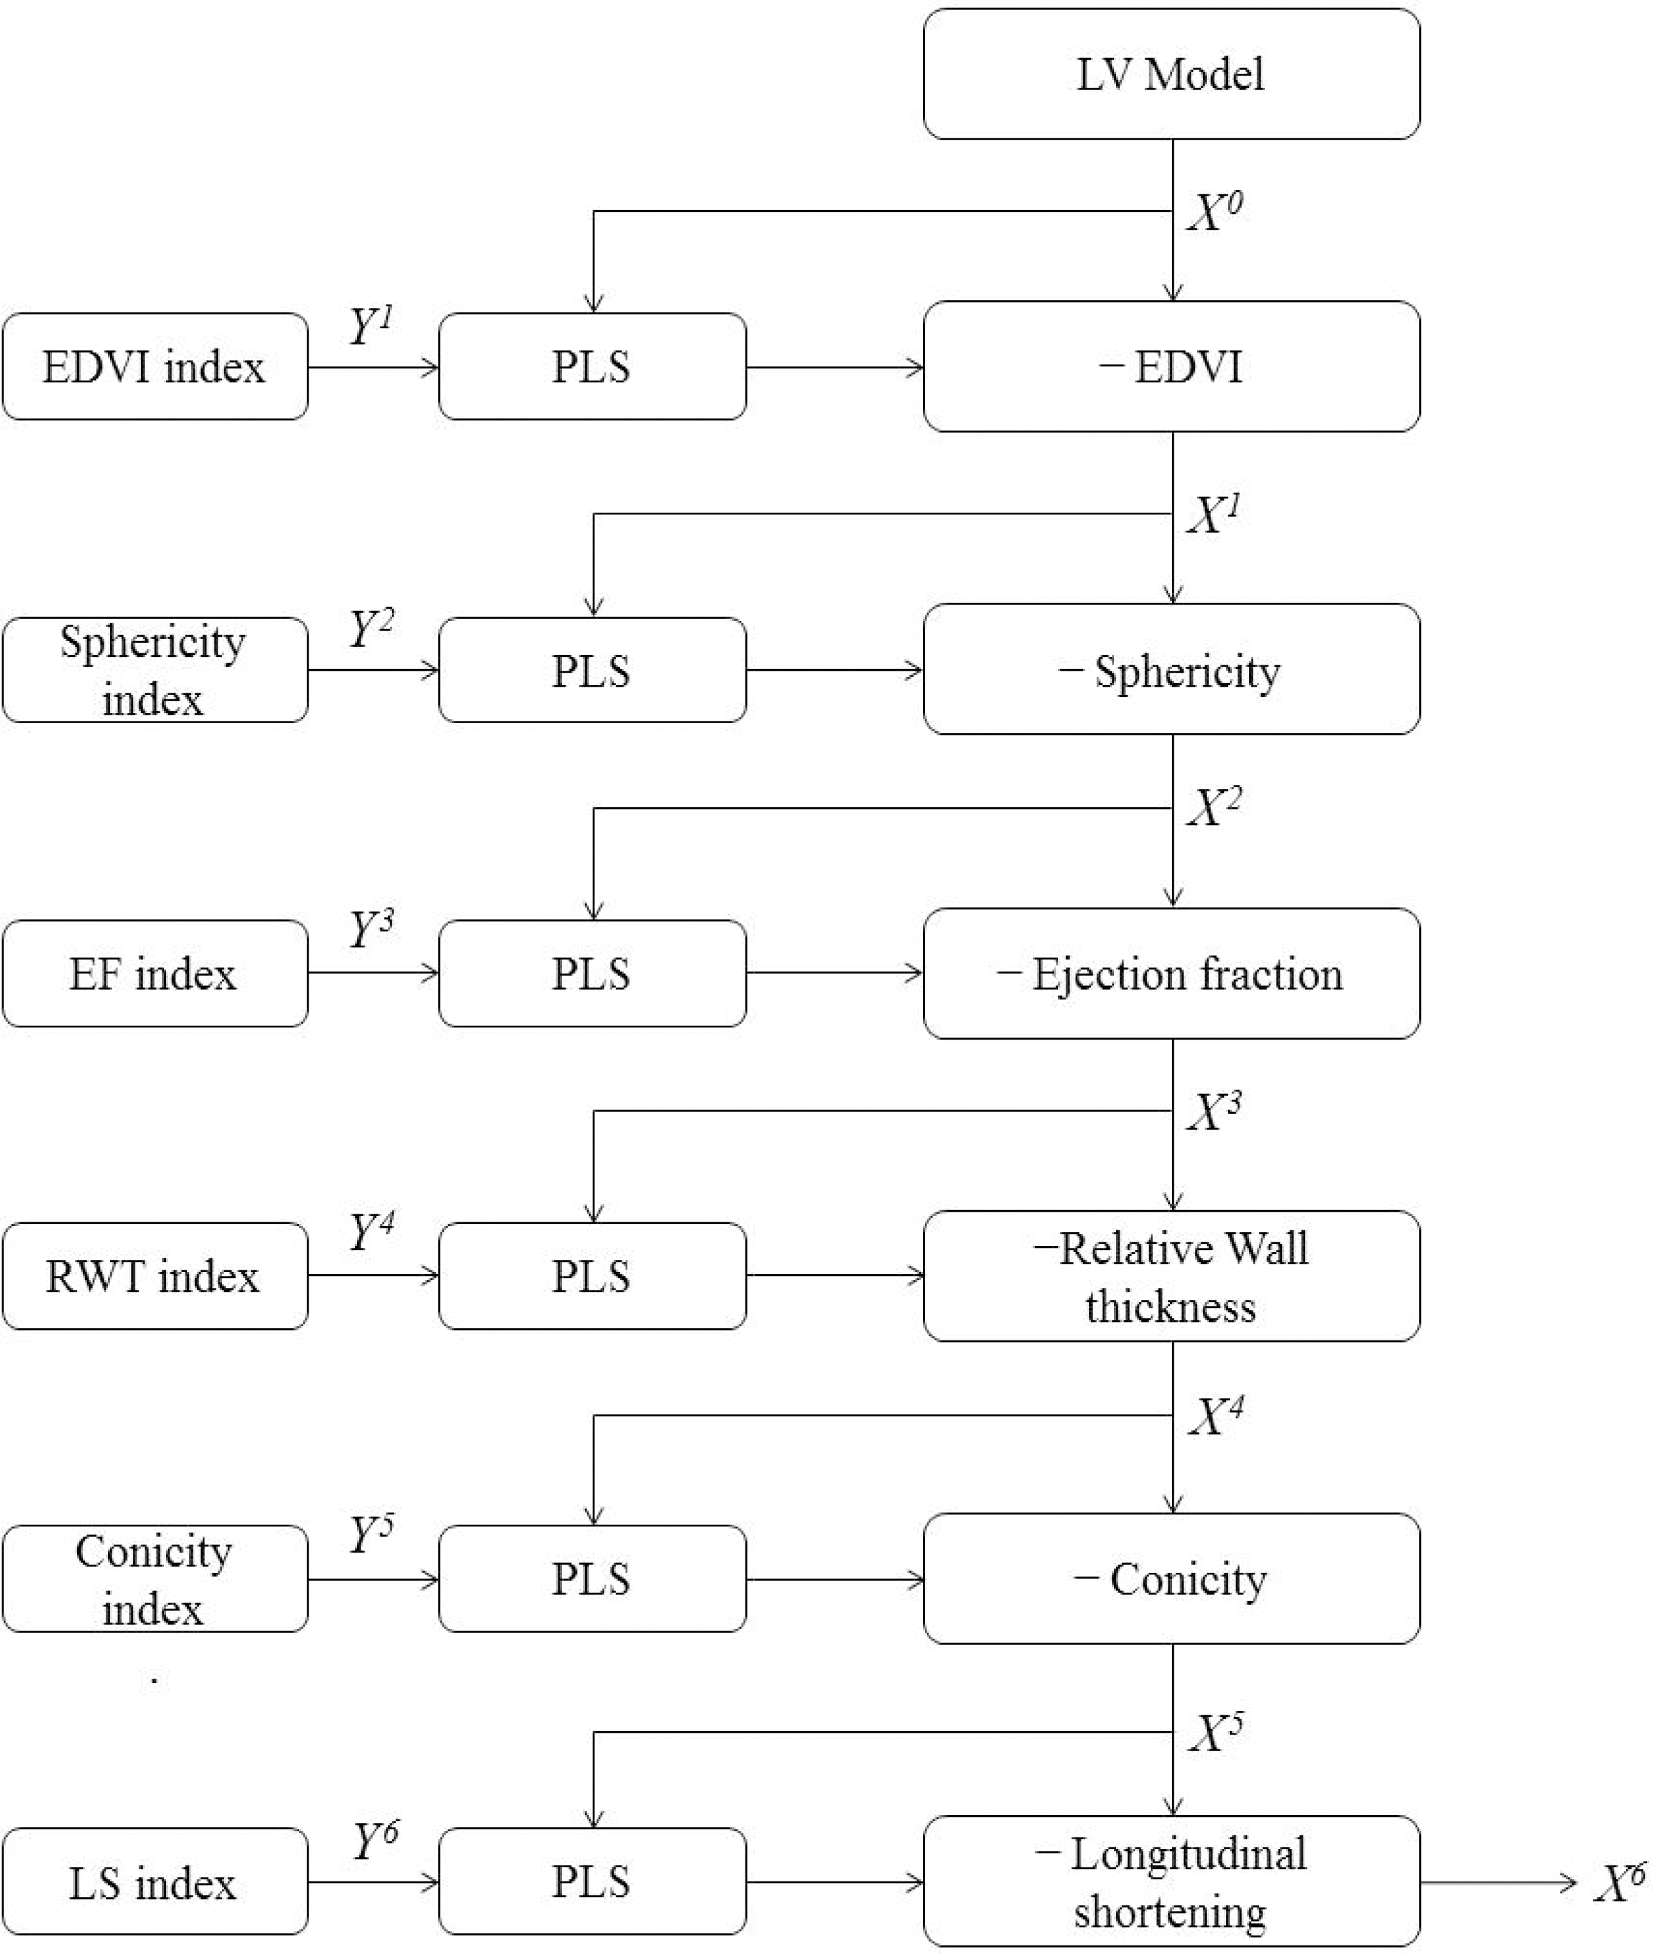 LV Model
X⁰
Y¹
EDVI index
PLS
− EDVI
X¹
Y²
Sphericity
index
PLS
− Sphericity
X²
Y³
EF index
PLS
− Ejection fraction
X³
Y⁴
RWT index
PLS
−Relative Wall
thickness
X⁴
Y⁵
Conicity
index
PLS
− Conicity
.
X⁵
Y⁶
LS index
PLS
− Longitudinal
shortening
X⁶